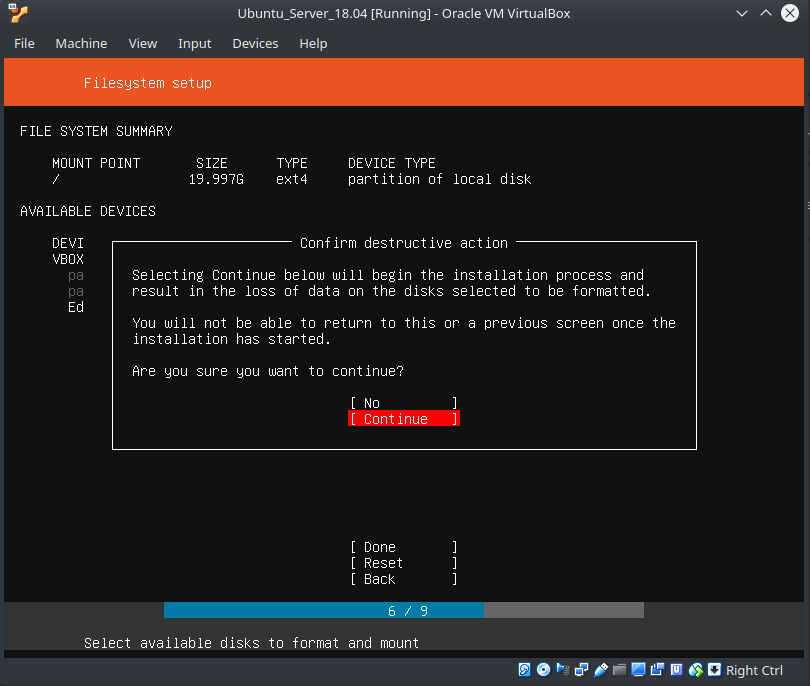 Ubuntu_Server_18.04 [Running] - Oracle VM VirtualBox
File Machine View Input Devices Help
Filesystem setup
FILE SYSTEM SUMMARY
MOUNT POINT SIZE TYPE DEVICE TYPE
/ 19.997G ext4 partition of local disk
AVAILABLE DEVICES
DEVI
VBOX
pa
pa
Ed
Confirm destructive action
Selecting Continue below will begin the installation process and
result in the loss of data on the disks selected to be formatted.
You will not be able to return to this or a previous screen once the
installation has started.
Are you sure you want to continue?
[ No ]
[ Continue ]
[ Done ]
[ Reset ]
[ Back ]
6 / 9
Select available disks to format and mount
Right Ctrl